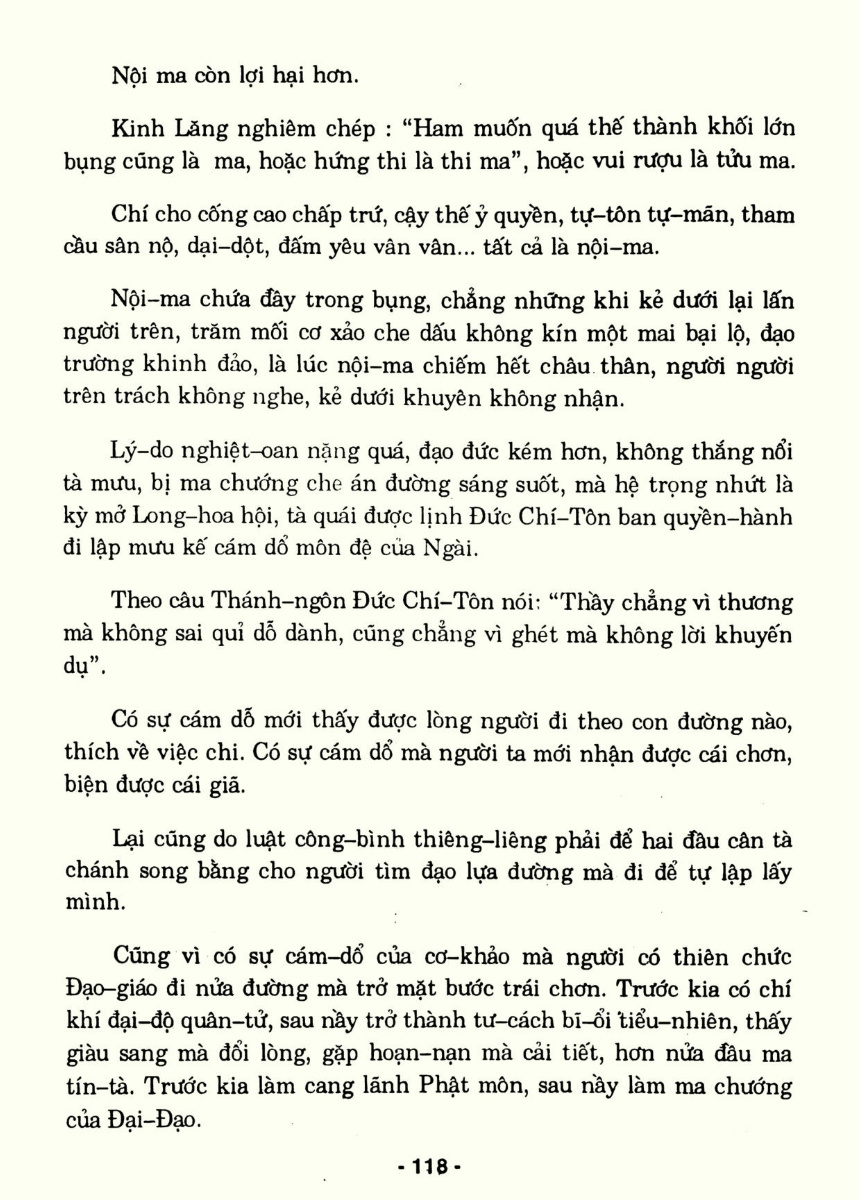 Nội ma còn lợi hại hơn.
Kinh Lăng nghiêm chép : “Ham muốn quá thế thành khối lớn
bụng cũng là ma, hoặc hứng thi là thi ma”, hoặc vui rượu là tửu ma.
Chí cho cống cao chấp trứ, cậy thế ỷ quyền, tự–tôn tự–mãn, tham
cầu sân nộ, dại–dột, đấm yêu vân vân... tất cả là nội–ma.
Nội–ma chứa đầy trong bụng, chẳng những khi kẻ dưới lại lấn
người trên, trăm mối cơ xảo che dấu không kín một mai bại lộ, đạo
trường khinh đảo, là lúc nội–ma chiếm hết châu thân, người người
trên trách không nghe, kẻ dưới khuyên không nhận.
Lý–do nghiệt–oan nặng quá, đạo đức kém hơn, không thắng nổi
tà mưu, bị ma chướng che án đường sáng suốt, mà hệ trọng nhứt là
kỳ mở Long–hoa hội, tà quái được lịnh Đức Chí–Tôn ban quyền–hành
đi lập mưu kế cám dổ môn đệ của Ngài.
Theo câu Thánh–ngôn Đức Chí–Tôn nói: “Thầy chẳng vì thương
mà không sai quỉ dỗ dành, cũng chẳng vì ghét mà không lời khuyến
dụ”.
Có sự cám dỗ mới thấy được lòng người đi theo con đường nào,
thích về việc chi. Có sự cám dổ mà người ta mới nhận được cái chơn,
biện được cái giã.
Lại cũng do luật công–bình thiêng–liêng phải để hai đầu cân tà
chánh song bằng cho người tìm đạo lựa đường mà đi để tự lập lấy
mình.
Cũng vì có sự cám–dổ của cơ–khảo mà người có thiên chức
Đạo–giáo đi nửa đường mà trở mặt bước trái chơn. Trước kia có chí
khí đại–độ quân–tử, sau nầy trở thành tư–cách bĩ–ổi tiểu–nhiên, thấy
giàu sang mà đổi lòng, gặp hoạn–nạn mà cải tiết, hơn nửa đầu ma
tín–tà. Trước kia làm cang lãnh Phật môn, sau nầy làm ma chướng
của Đại–Đạo.
- 118 -